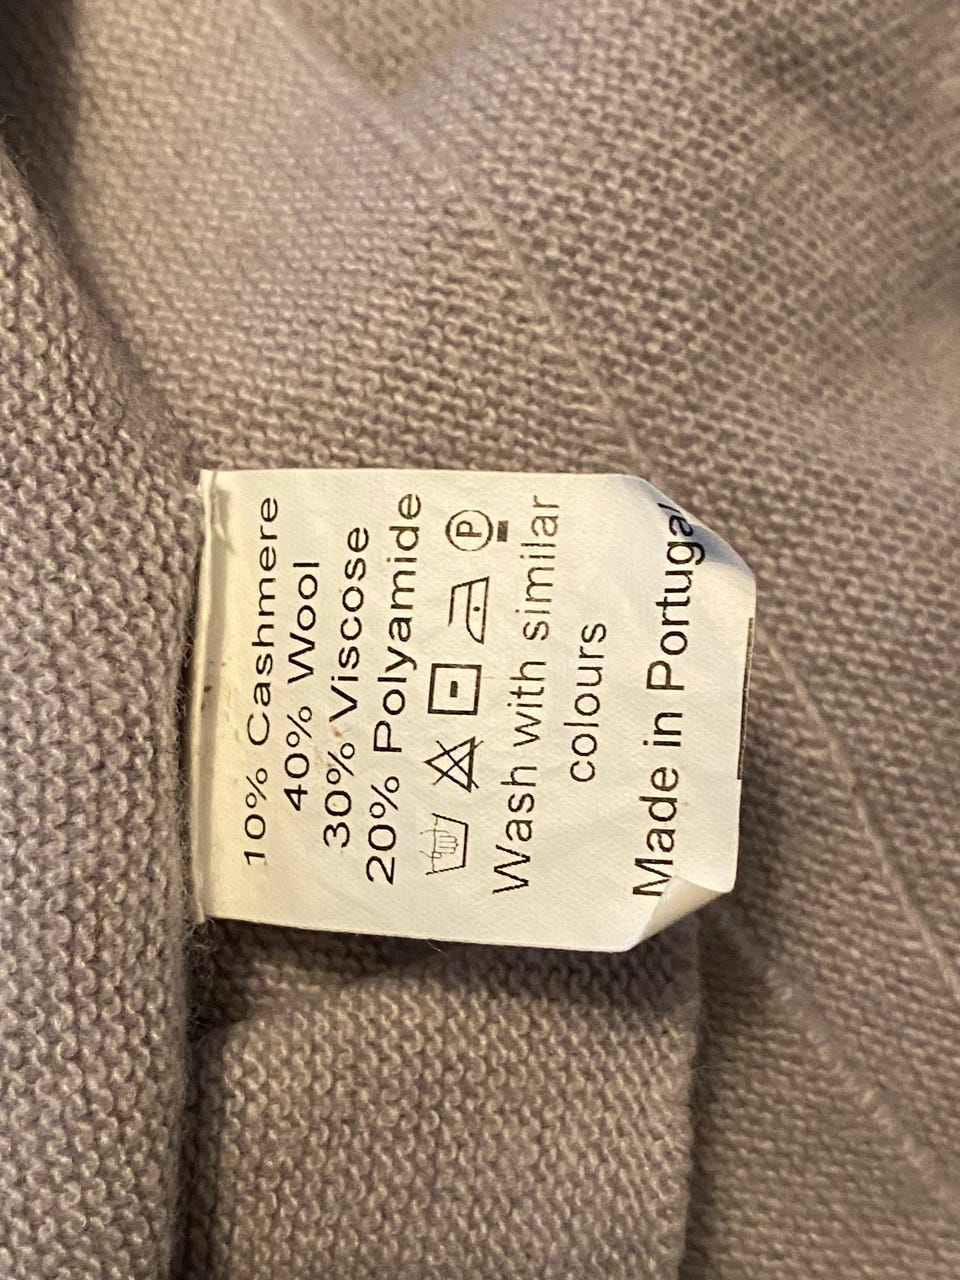 10% Cashmere
40% Wool
30% Viscose
20% Polyamide
P
Wash with similar
colours
Made in Portugal